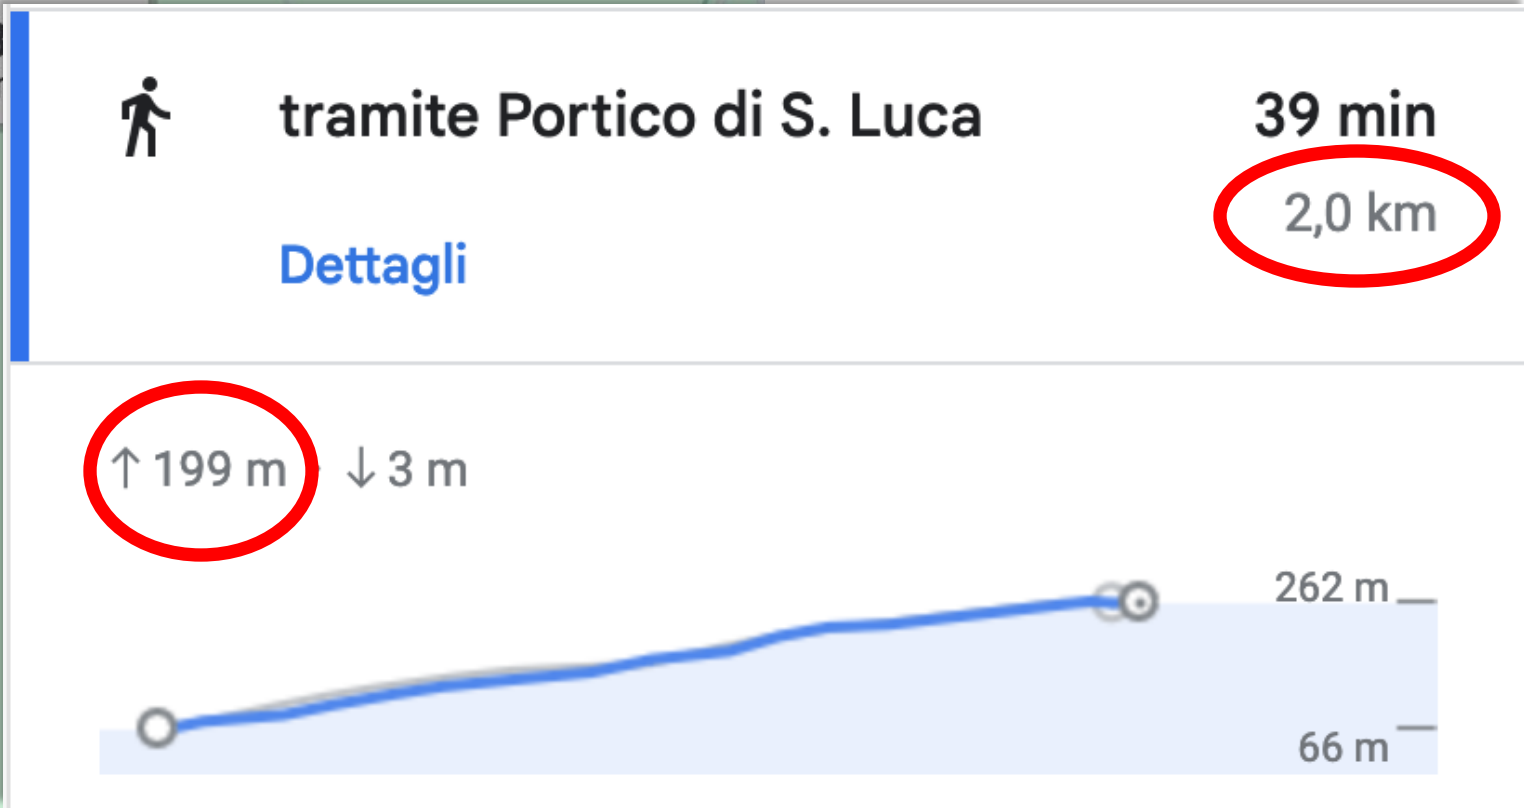 tramite Portico di S. Luca 39 min
2,0 km
Dettagli
↑ 199 m ↓ 3 m
262 m
66 m